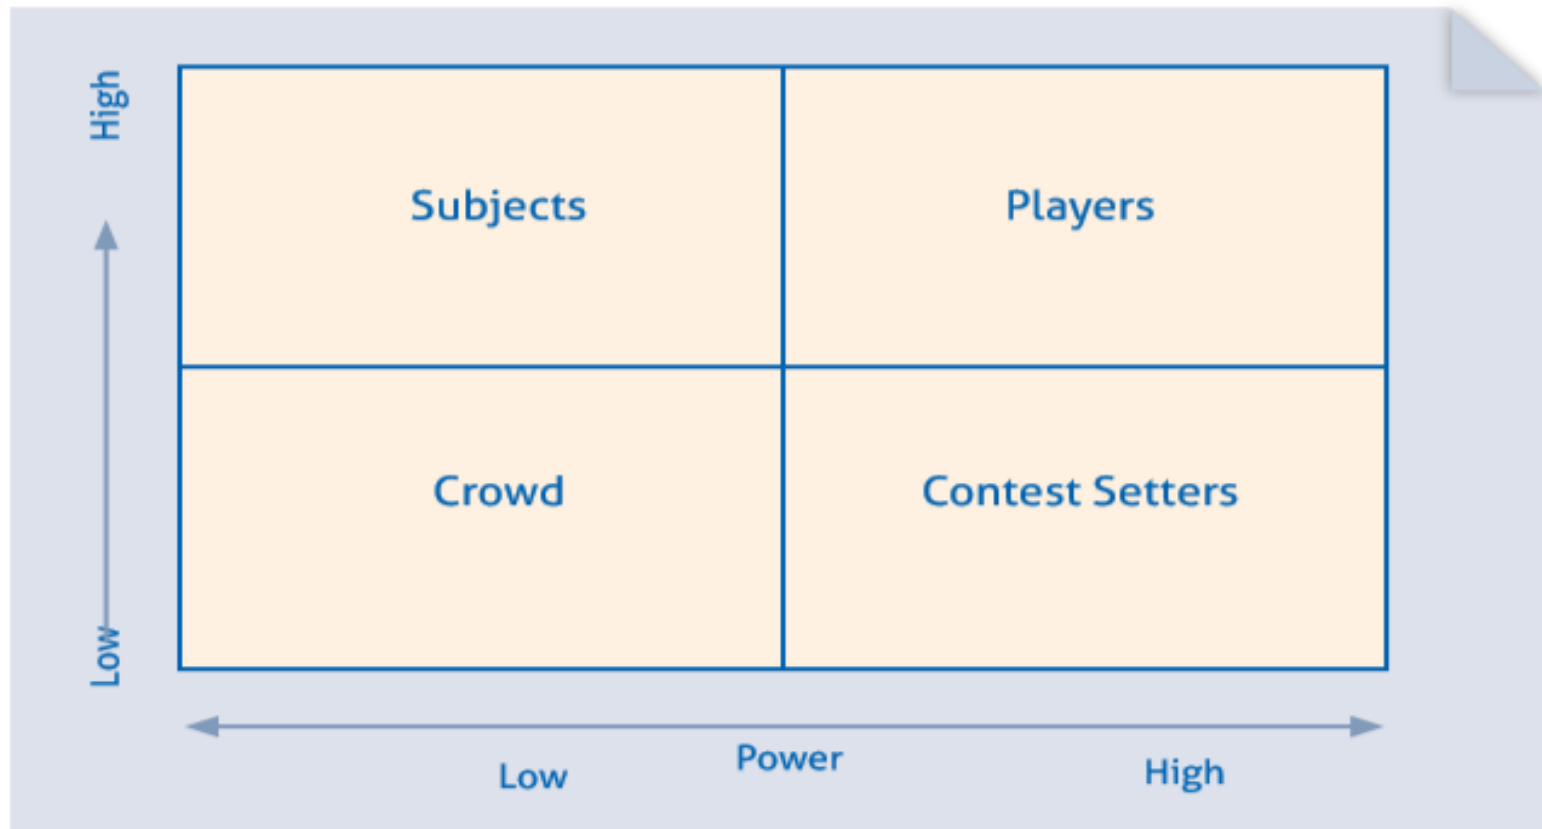 High
Subjects
Players
Crowd
Contest Setters
Low
Power
Low
High